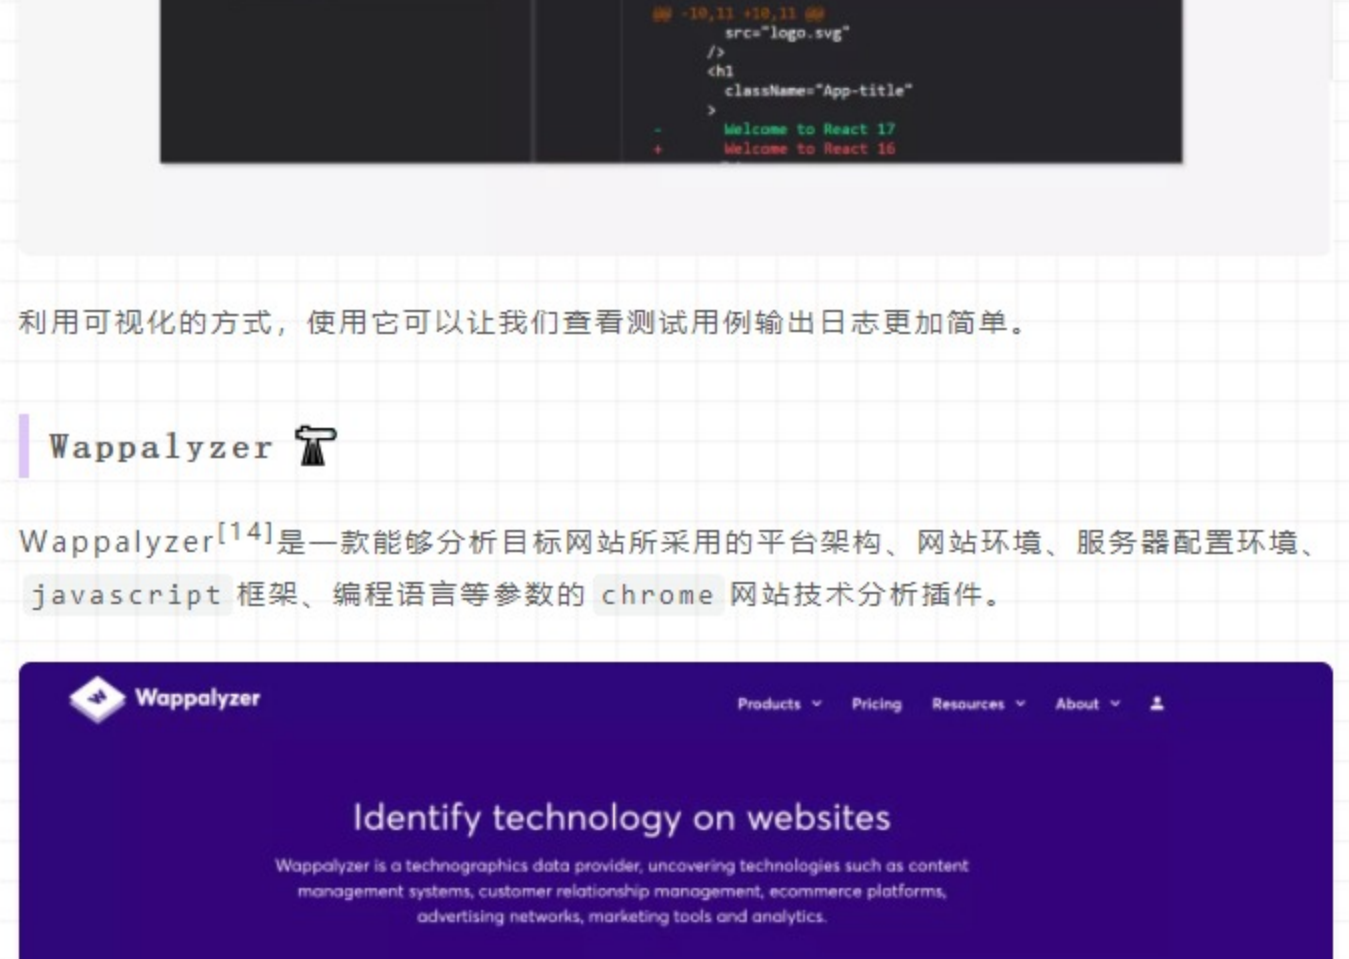 @@ -10,11 +10,11 @@
src="logo.svg"
/>
<h1
className="App-title"
>
- Welcome to React 17
+ Welcome to React 16
利用可视化的方式，使用它可以让我们查看测试用例输出日志更加简单。
Wappalyzer
Wappalyzer[14]是一款能够分析目标网站所采用的平台架构、网站环境、服务器配置环境、
javascript 框架、编程语言等参数的 chrome 网站技术分析插件。
Wappalyzer
Products Pricing Resources About
Identify technology on websites
Wappalyzer is a technographics data provider, uncovering technologies such as content
management systems, customer relationship management, ecommerce platforms,
advertising networks, marketing tools and analytics.